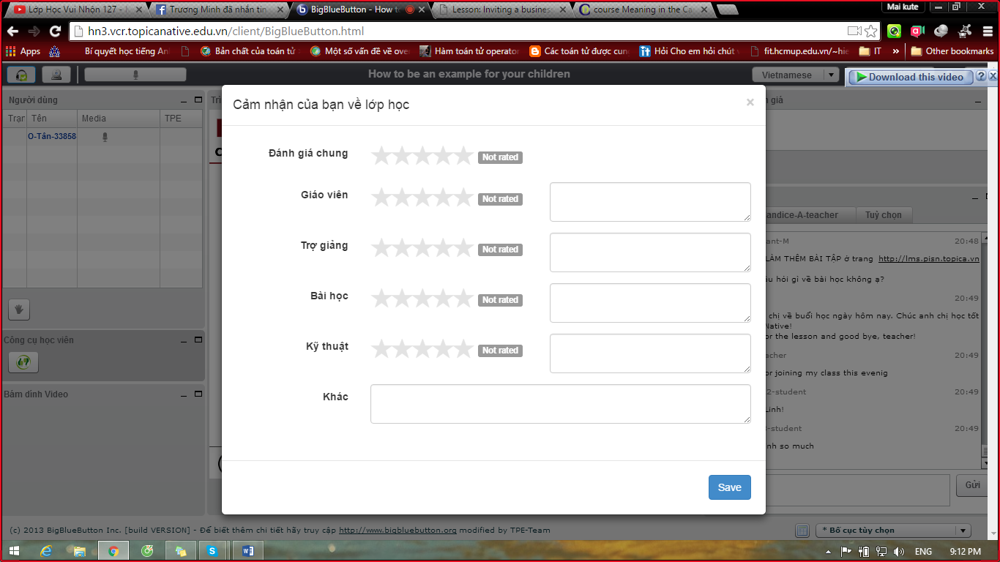 Lớp Học Vui Nhộn 127 -
Trương Minh đã nhắn tin
BigBlueButton - How t
Lesson: Inviting a business
course Meaning in the Ca
Mai kute
hn3.vcr.topicanative.edu.vn/client/BigBlueButton.html
Apps
Bí quyết học tiếng An
Bản chất của toán tử
Một số vấn đề về over
Hàm toán tử operator
Các toán tử được cung
Hỏi Cho em hỏi chút v
fit.hcmup.edu.vn/~hie
IT
»
Other bookmarks
How to be an example for your children
Vietnamese
Download this video
Người dùng
Trạr Tên Media TPE
O-Tân-33858
Trì
n giá
Cảm nhận của bạn về lớp học
×
Đánh giá chung Not rated
Giáo viên Not rated
Trợ giảng Not rated
Bài học Not rated
Kỹ thuật Not rated
Khác
Save
Công cụ học viên
Bám dính Video
andice-A-teacher Tuỳ chọn
ant-M 20:48
LÀM THÊM BÀI TẬP ở trang http://lms.pisn.topica.vn
âu hỏi gì về bài học không ạ?
20:49
chị về buổi học ngày hôm nay. Chúc anh chị học tốt
Native!
or the lesson and good bye, teacher!
acher 20:49
or joining my class this evenig
2-student 20:49
Linh!
3-student 20:49
nh so much
Gửi
(c) 2013 BigBlueButton Inc. [build VERSION] - Để biết thêm chi tiết hãy truy cập http://www.bigbluebutton.org modified by TPE-Team
* Bố cục tùy chọn
ENG
9:12 PM